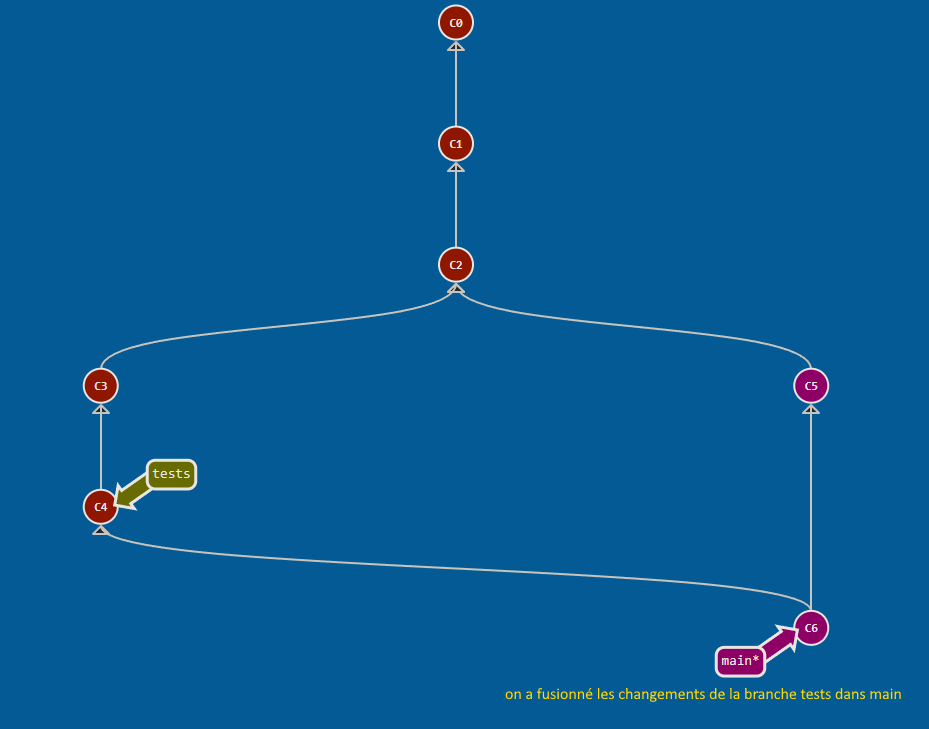 C0
C1
C2
C3
C5
tests
C4
C6
main*
on a fusionné les changements de la branche tests dans main